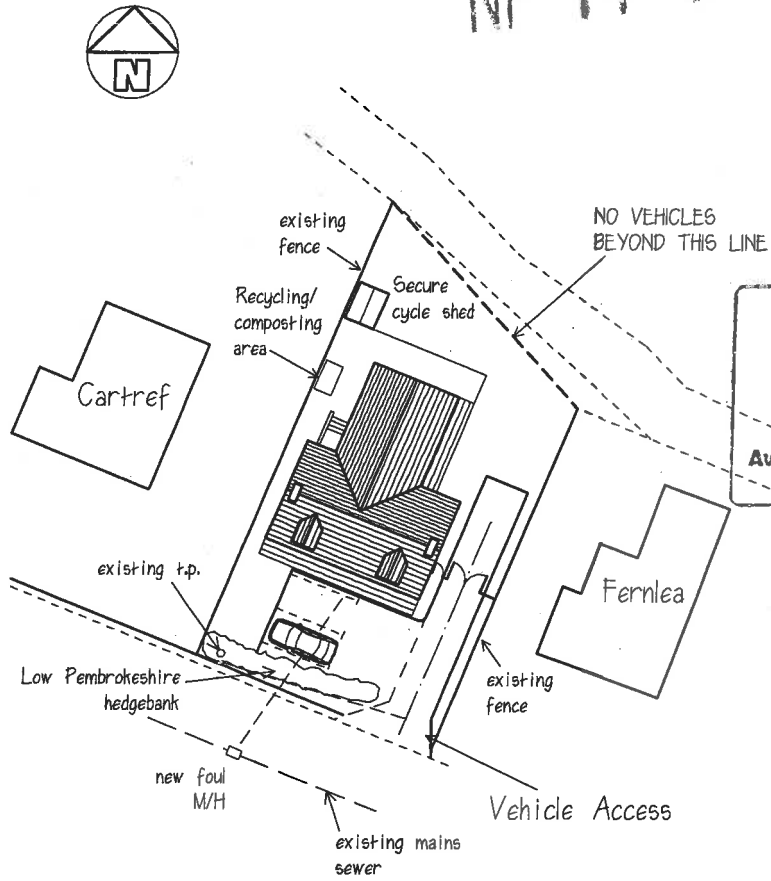 N
NO VEHICLES
BEYOND THIS LINE
existing
fence
Secure
cycle shed
Recycling/
composting
area
Cartref
Au
existing t.p.
Fernlea
Low Pembrokeshire
hedgebank
existing
fence
new foul
M/H
Vehicle Access
existing mains
sewer